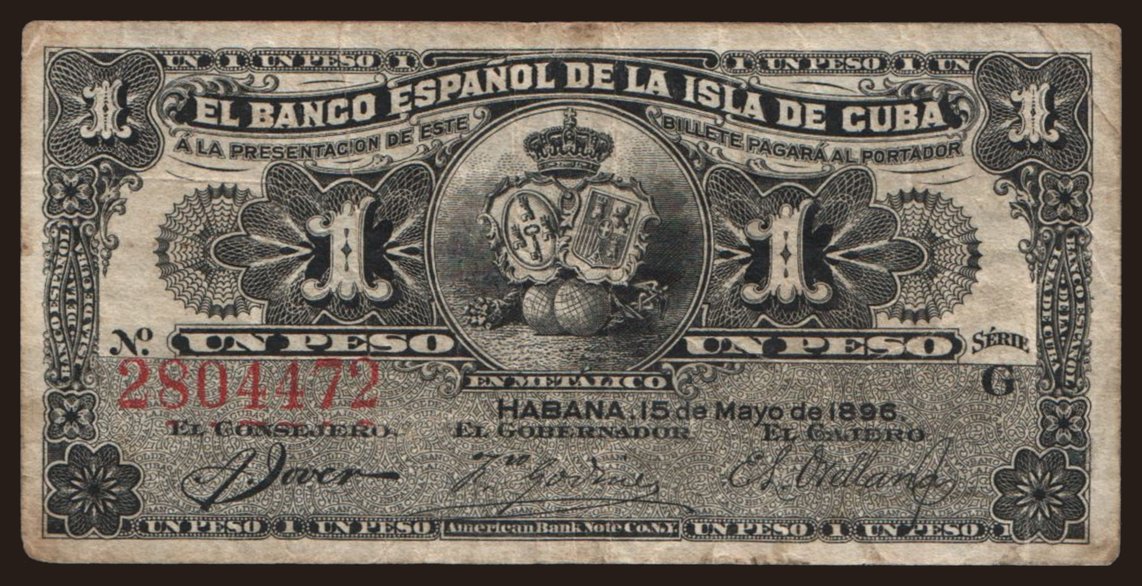 UN 1 UN PESO 1
1 UN PESO 1 UN
1
EL BANCO ESPAÑOL DE LA ISLA DE CUBA
1
A LA PRESENTACION DE ESTE BILLETE PAGARÁ AL PORTADOR
1
1
Nº UN PESO
UN PESO SÉRIE
2804472
EN METÁLICO
G
HABANA, 15 de Mayo de 1896.
EL CONSEJERO. EL GOBERNADOR EL CAJERO
UN PESO 1 UN PESO 1
American Bank Note Co. N.Y.
UN PESO 1 UN PESO